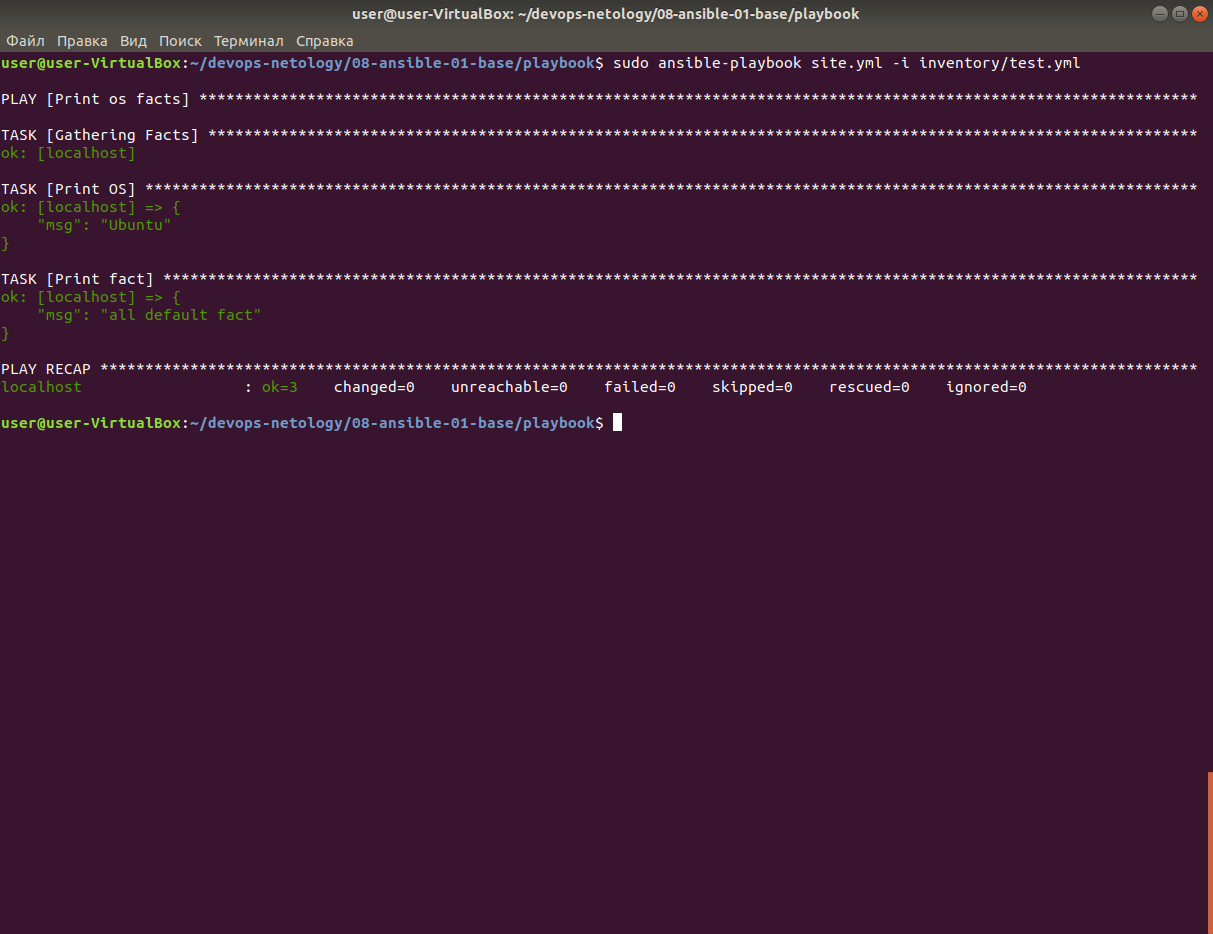 user@user-VirtualBox: ~/devops-netology/08-ansible-01-base/playbook
Файл Правка Вид Поиск Терминал Справка
user@user-VirtualBox:~/devops-netology/08-ansible-01-base/playbook$ sudo ansible-playbook site.yml -i inventory/test.yml
PLAY [Print os facts] ***************************************************************************************************************
TASK [Gathering Facts] **************************************************************************************************************
ok: [localhost]
TASK [Print OS] *********************************************************************************************************************
ok: [localhost] => {
    "msg": "Ubuntu"
}
TASK [Print fact] *******************************************************************************************************************
ok: [localhost] => {
    "msg": "all default fact"
}
PLAY RECAP **************************************************************************************************************************
localhost                  : ok=3    changed=0    unreachable=0    failed=0    skipped=0    rescued=0    ignored=0
user@user-VirtualBox:~/devops-netology/08-ansible-01-base/playbook$